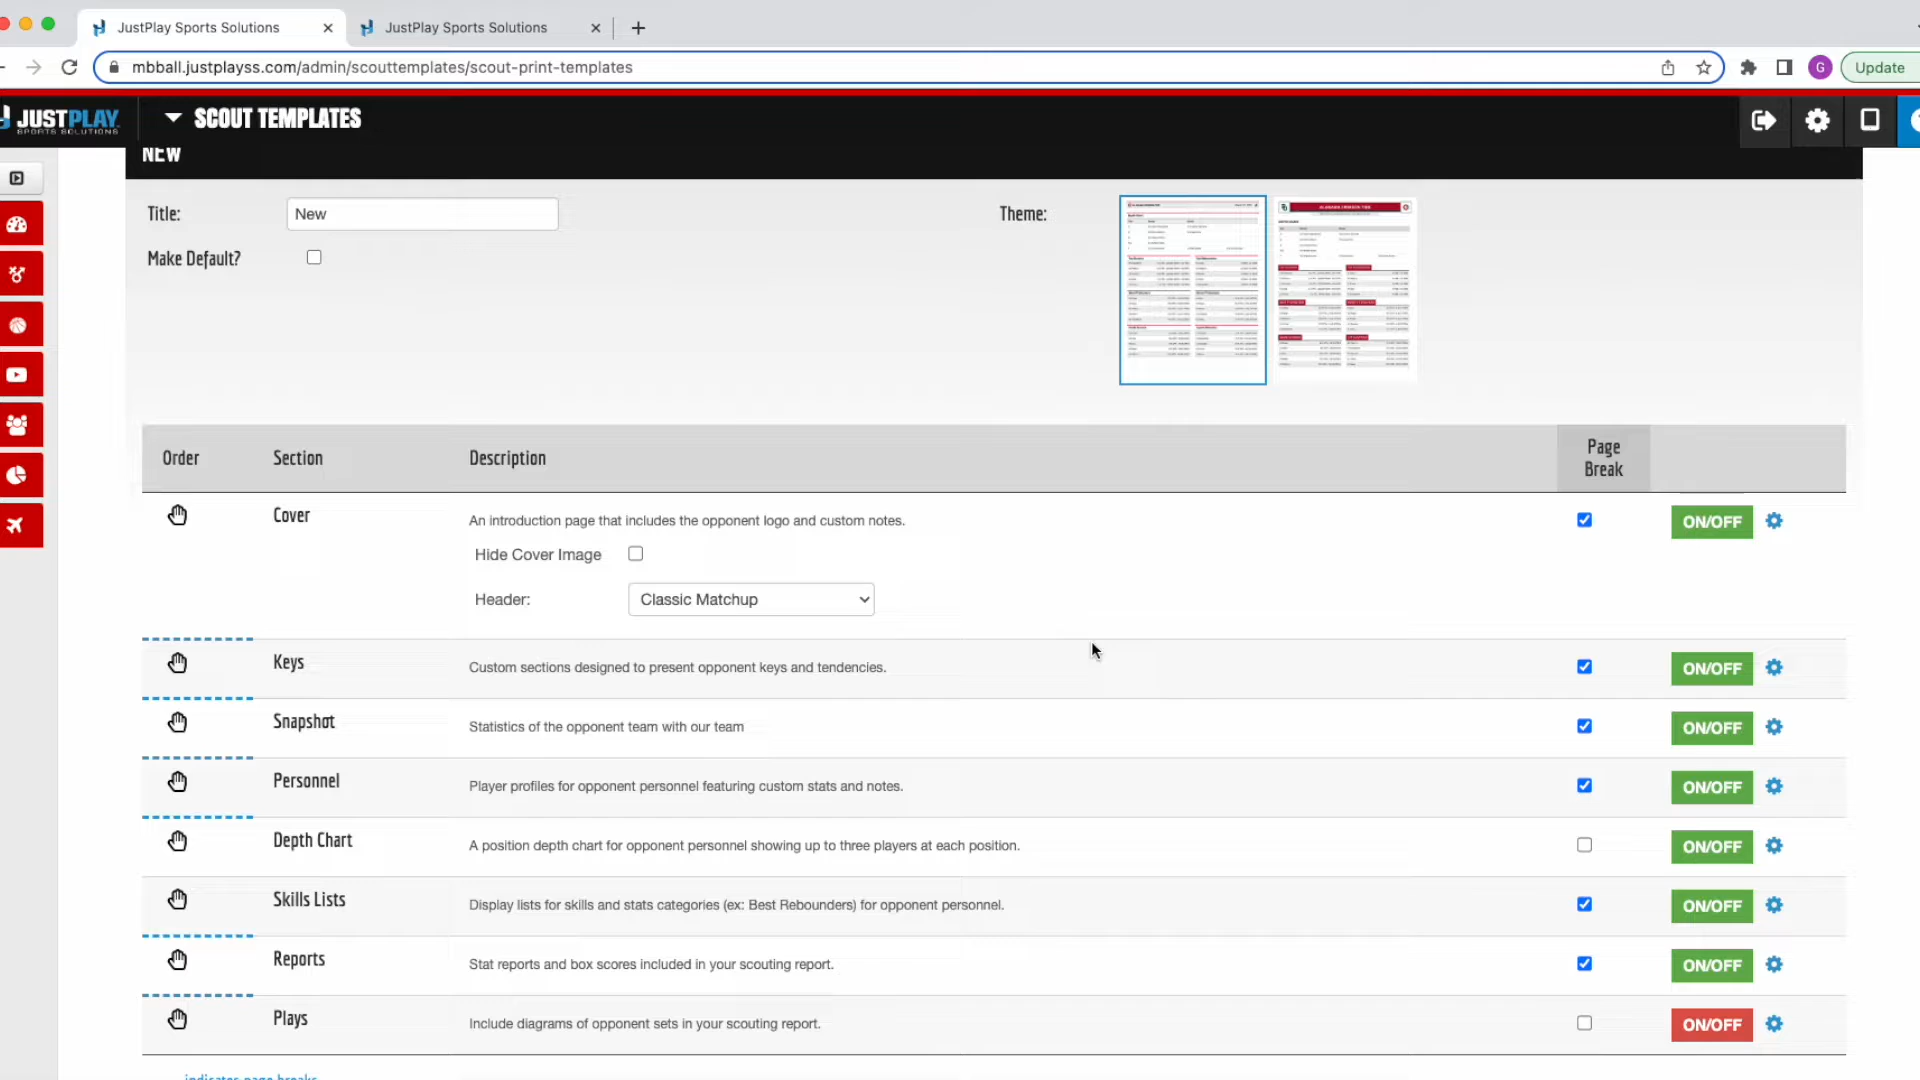 JustPlay Sports Solutions
JustPlay Sports Solutions
mbball.justplayss.com/admin/scouttemplates/scout-print-templates
G
Update
JUSTPLAY
SPORTS SOLUTIONS
SCOUT TEMPLATES
NEW
Title:
New
Theme:
Make Default?
Order
Section
Description
Page
Break
Cover
An introduction page that includes the opponent logo and custom notes.
ON/OFF
Hide Cover Image
Header:
Classic Matchup
Keys
Custom sections designed to present opponent keys and tendencies.
ON/OFF
Snapshot
Statistics of the opponent team with our team
ON/OFF
Personnel
Player profiles for opponent personnel featuring custom stats and notes.
ON/OFF
Depth Chart
A position depth chart for opponent personnel showing up to three players at each position.
ON/OFF
Skills Lists
Display lists for skills and stats categories (ex: Best Rebounders) for opponent personnel.
ON/OFF
Reports
Stat reports and box scores included in your scouting report.
ON/OFF
Plays
Include diagrams of opponent sets in your scouting report.
ON/OFF
indicates page breaks